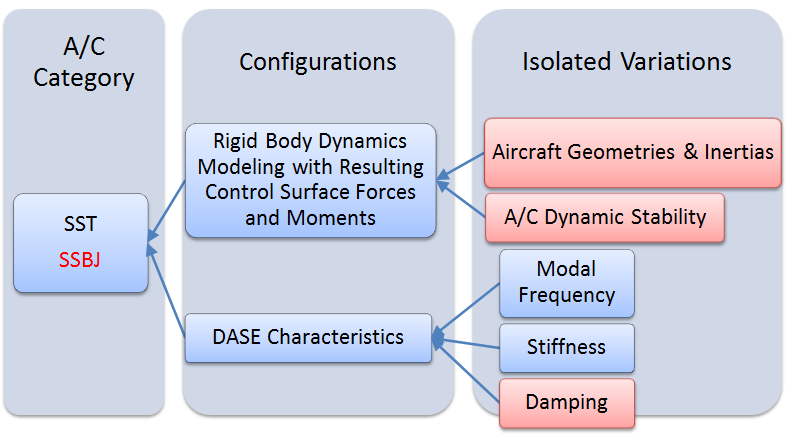 A/C
Category
Configurations
Isolated Variations
SST
SSBJ
Rigid Body Dynamics
Modeling with Resulting
Control Surface Forces
and Moments
DASE Characteristics
Aircraft Geometries & Inertias
A/C Dynamic Stability
Modal
Frequency
Stiffness
Damping